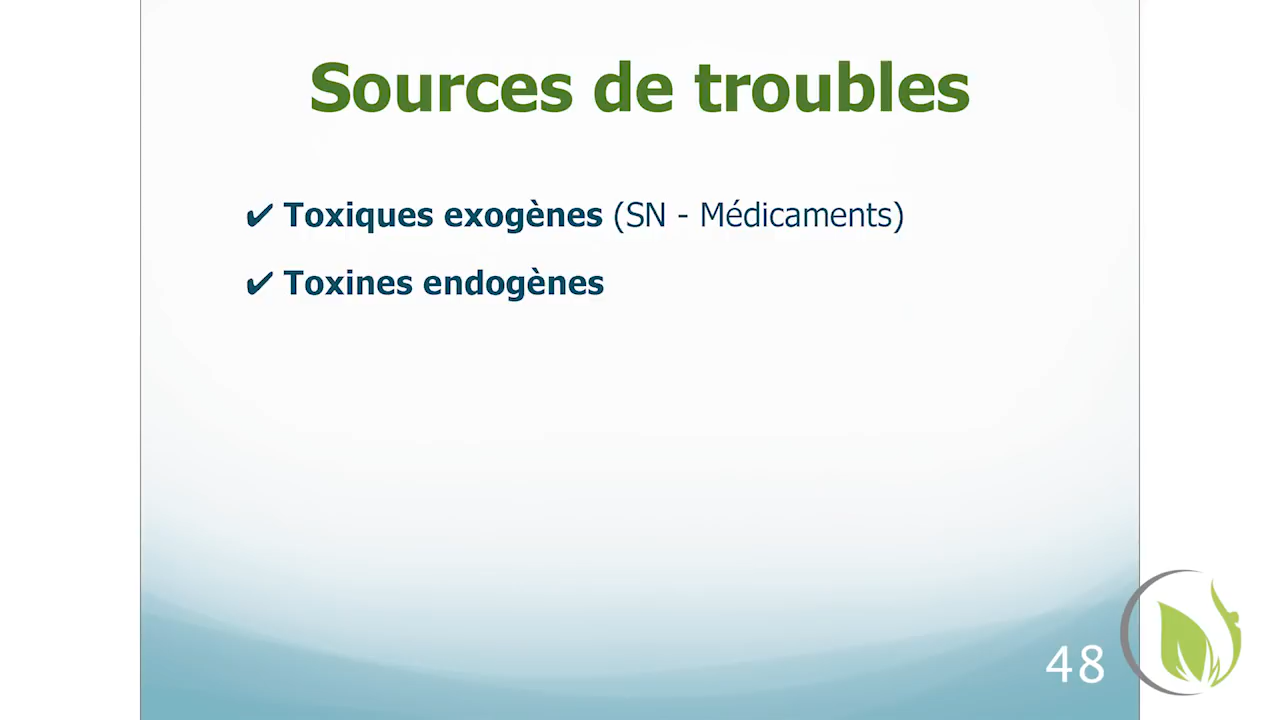 Sources de troubles
✔ Toxiques exogènes (SN - Médicaments)
✔ Toxines endogènes
48